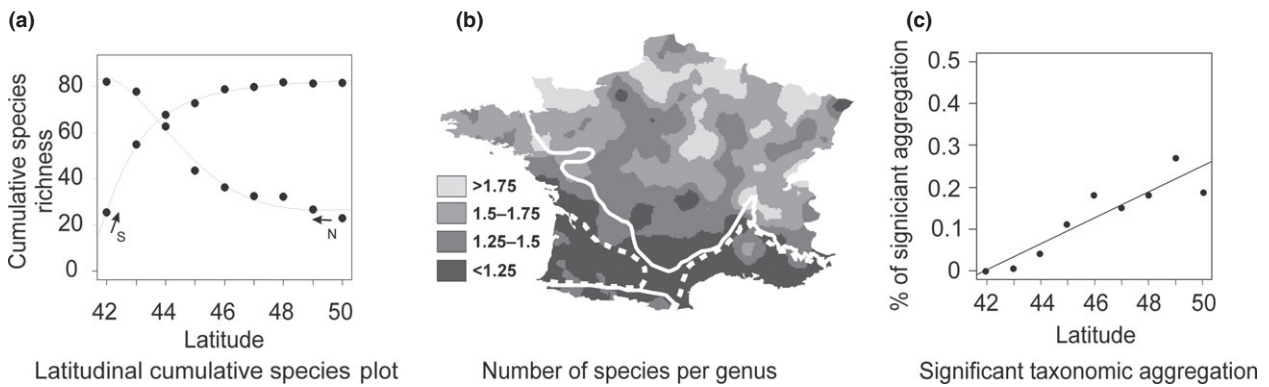 (a)
Cumulative species
richness
80
60
40
20
0
S
N
42 44 46 48 50
Latitude
Latitudinal cumulative species plot
(b)
>1.75
1.5–1.75
1.25–1.5
<1.25
Number of species per genus
(c)
% of signiciant aggregation
0.5
0.4
0.3
0.2
0.1
0
42 44 46 48 50
Latitude
Significant taxonomic aggregation